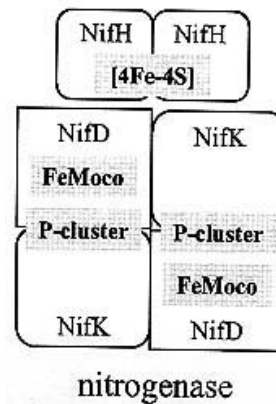 NifH NifH
[4Fe-4S]
NifD
NifK
FeMoco
P-cluster P-cluster
FeMoco
NifK
NifD
nitrogenase